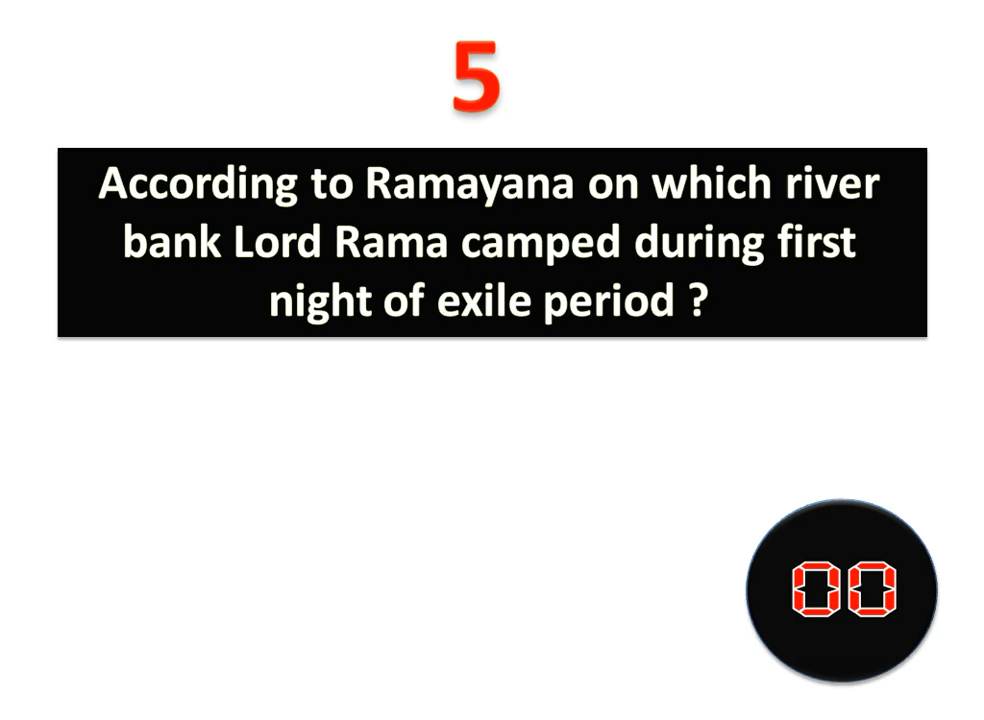 5
According to Ramayana on which river
bank Lord Rama camped during first
night of exile period ?
00